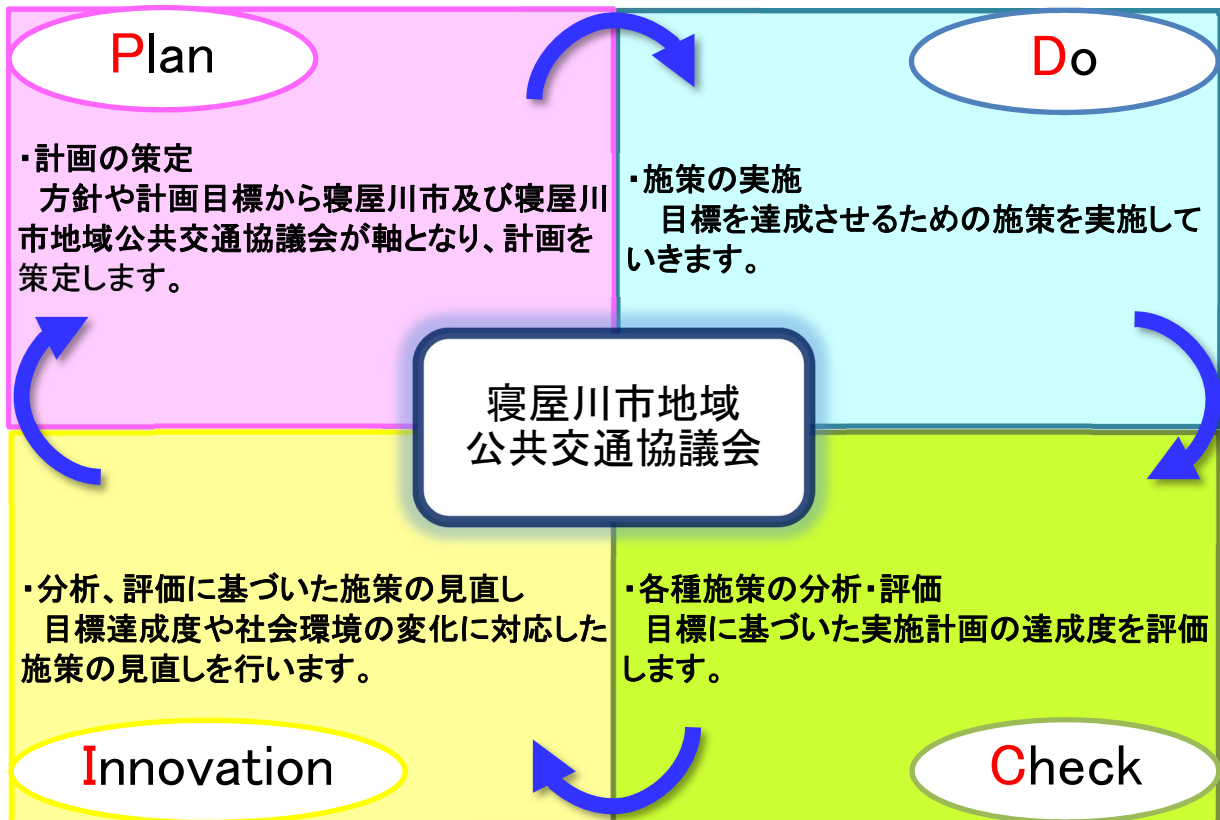 Plan
・計画の策定
方針や計画目標から寝屋川市及び寝屋川
市地域公共交通協議会が軸となり、計画を
策定します。
Do
・施策の実施
目標を達成させるための施策を実施して
いきます。
寝屋川市地域
公共交通協議会
・分析、評価に基づいた施策の見直し
目標達成度や社会環境の変化に対応した
施策の見直しを行います。
Innovation
・各種施策の分析・評価
目標に基づいた実施計画の達成度を評価
します。
Check